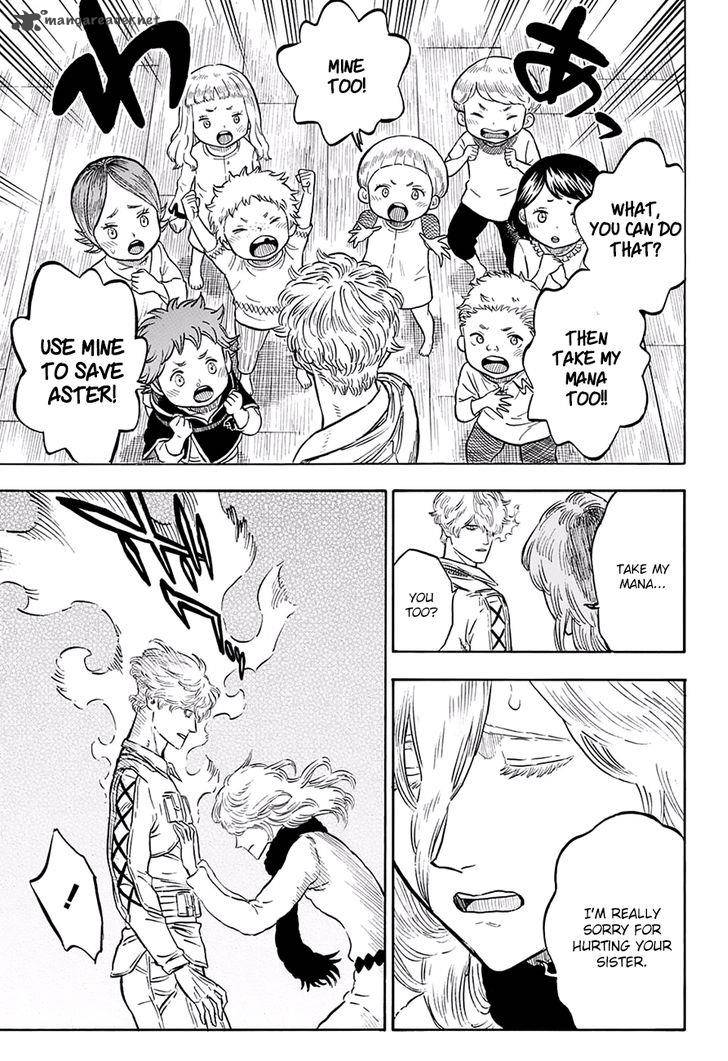 mangareader.net
わ
あ
っ
MINE
TOO!
WHAT,
YOU CAN DO
THAT?
THEN
TAKE MY
MANA
TOO!!
USE MINE
TO SAVE
ASTER!
TAKE MY
MANA...
YOU
TOO?
I'M REALLY
SORRY FOR
HURTING YOUR
SISTER.
!